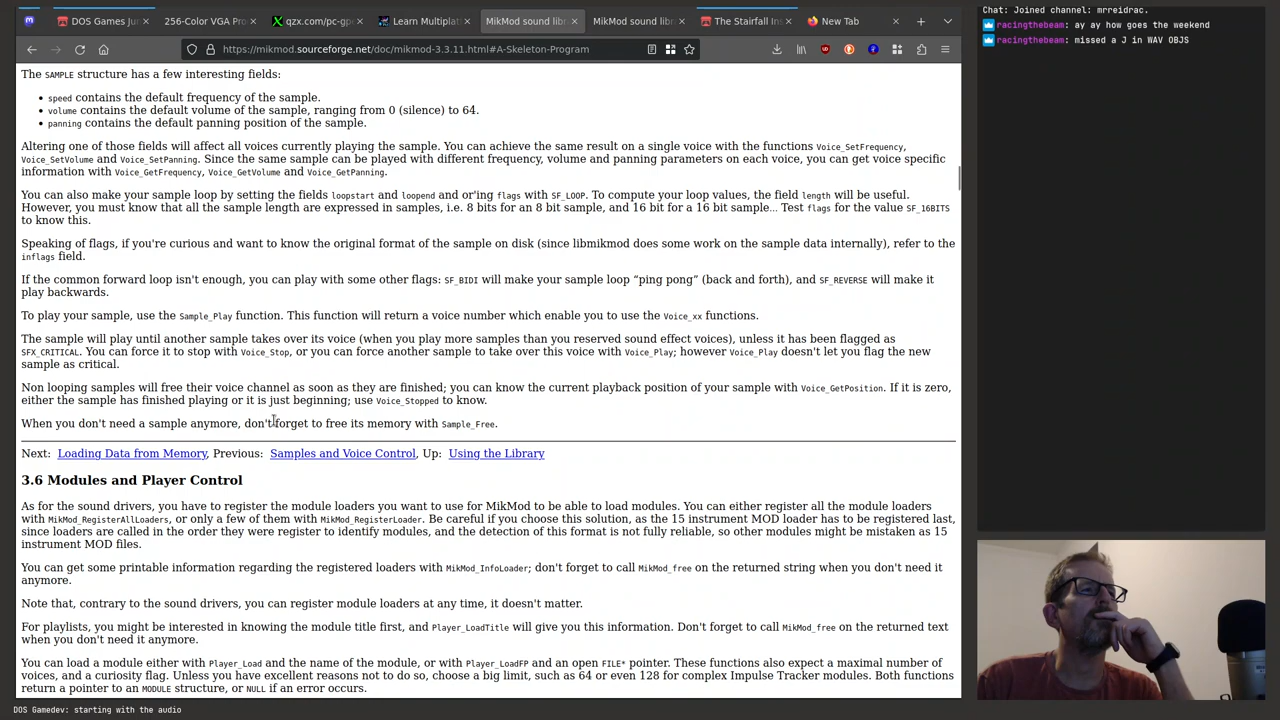 DOS Games Jun
256-Color VGA Pro
qzx.com/pc-gpe
Learn Multiplat
MikMod sound libr
MikMod sound libr
The Stairfall Ins
New Tab
https://mikmod.sourceforge.net/doc/mikmod-3.3.11.html#A-Skeleton-Program
The SAMPLE structure has a few interesting fields:
• speed contains the default frequency of the sample.
• volume contains the default volume of the sample, ranging from 0 (silence) to 64.
• panning contains the default panning position of the sample.
Altering one of those fields will affect all voices currently playing the sample. You can achieve the same result on a single voice with the functions Voice_SetFrequency,
Voice_SetVolume and Voice_SetPanning. Since the same sample can be played with different frequency, volume and panning parameters on each voice, you can get voice specific
information with Voice_GetFrequency, Voice_GetVolume and Voice_GetPanning.
You can also make your sample loop by setting the fields loopstart and loopend and or'ing flags with SF_LOOP. To compute your loop values, the field length will be useful.
However, you must know that all the sample length are expressed in samples, i.e. 8 bits for an 8 bit sample, and 16 bit for a 16 bit sample... Test flags for the value SF_16BITS
to know this.
Speaking of flags, if you're curious and want to know the original format of the sample on disk (since libmikmod does some work on the sample data internally), refer to the
inflags field.
If the common forward loop isn't enough, you can play with some other flags: SF_BIDI will make your sample loop “ping pong” (back and forth), and SF_REVERSE will make it
play backwards.
To play your sample, use the Sample_Play function. This function will return a voice number which enable you to use the Voice_xx functions.
The sample will play until another sample takes over its voice (when you play more samples than you reserved sound effect voices), unless it has been flagged as
SFX_CRITICAL. You can force it to stop with Voice_Stop, or you can force another sample to take over this voice with Voice_Play; however Voice_Play doesn't let you flag the new
sample as critical.
Non looping samples will free their voice channel as soon as they are finished; you can know the current playback position of your sample with Voice_GetPosition. If it is zero,
either the sample has finished playing or it is just beginning; use Voice_Stopped to know.
When you don't need a sample anymore, don't forget to free its memory with Sample_Free.
Next: Loading Data from Memory, Previous: Samples and Voice Control, Up: Using the Library
3.6 Modules and Player Control
As for the sound drivers, you have to register the module loaders you want to use for MikMod to be able to load modules. You can either register all the module loaders
with MikMod_RegisterAllLoaders, or only a few of them with MikMod_RegisterLoader. Be careful if you choose this solution, as the 15 instrument MOD loader has to be registered last,
since loaders are called in the order they were register to identify modules, and the detection of this format is not fully reliable, so other modules might be mistaken as 15
instrument MOD files.
You can get some printable information regarding the registered loaders with MikMod_InfoLoader; don't forget to call MikMod_free on the returned string when you don't need it
anymore.
Note that, contrary to the sound drivers, you can register module loaders at any time, it doesn't matter.
For playlists, you might be interested in knowing the module title first, and Player_LoadTitle will give you this information. Don't forget to call MikMod_free on the returned text
when you don't need it anymore.
You can load a module either with Player_Load and the name of the module, or with Player_LoadFP and an open FILE* pointer. These functions also expect a maximal number of
voices, and a curiosity flag. Unless you have excellent reasons not to do so, choose a big limit, such as 64 or even 128 for complex Impulse Tracker modules. Both functions
return a pointer to an MODULE structure, or NULL if an error occurs.
Chat: Joined channel: mrreidrac.
racingthebeam: ay ay how goes the weekend
racingthebeam: missed a J in WAV OBJS
DOS Gamedev: starting with the audio